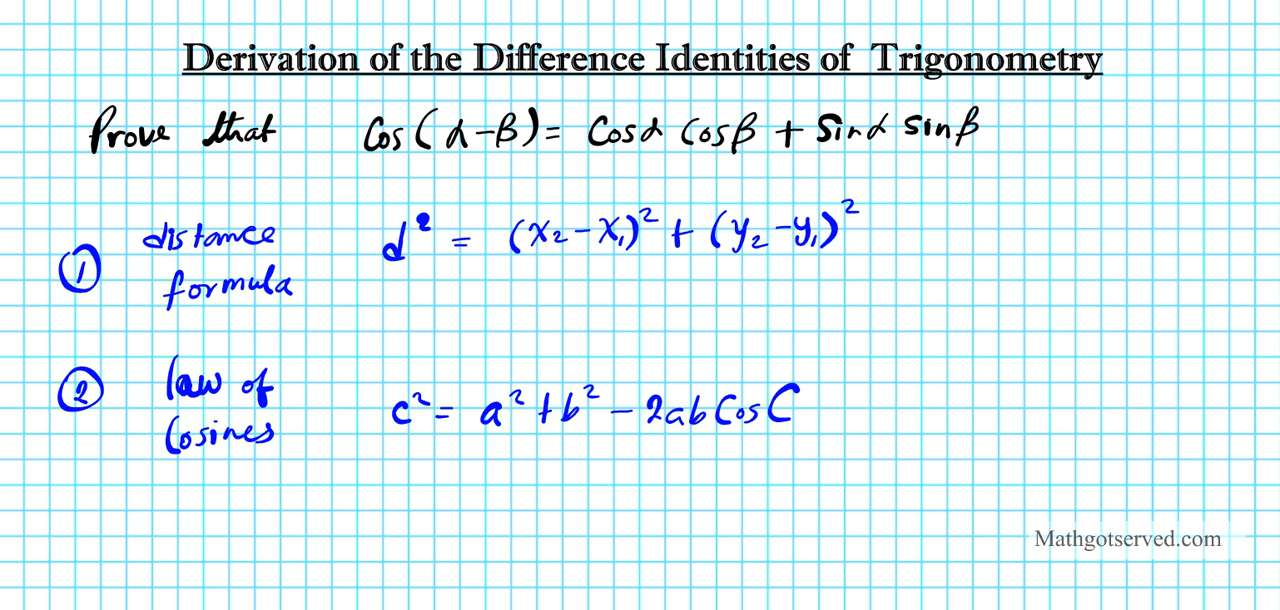 Derivation of the Difference Identities of Trigonometry
Prove that Cos(α-β)= Cosα Cosβ + Sinα sinβ
① distance formula d² = (x₂-x₁)² + (y₂-y₁)²
② law of Cosines c² = a²+b² - 2ab Cos C
Mathgotserved.com